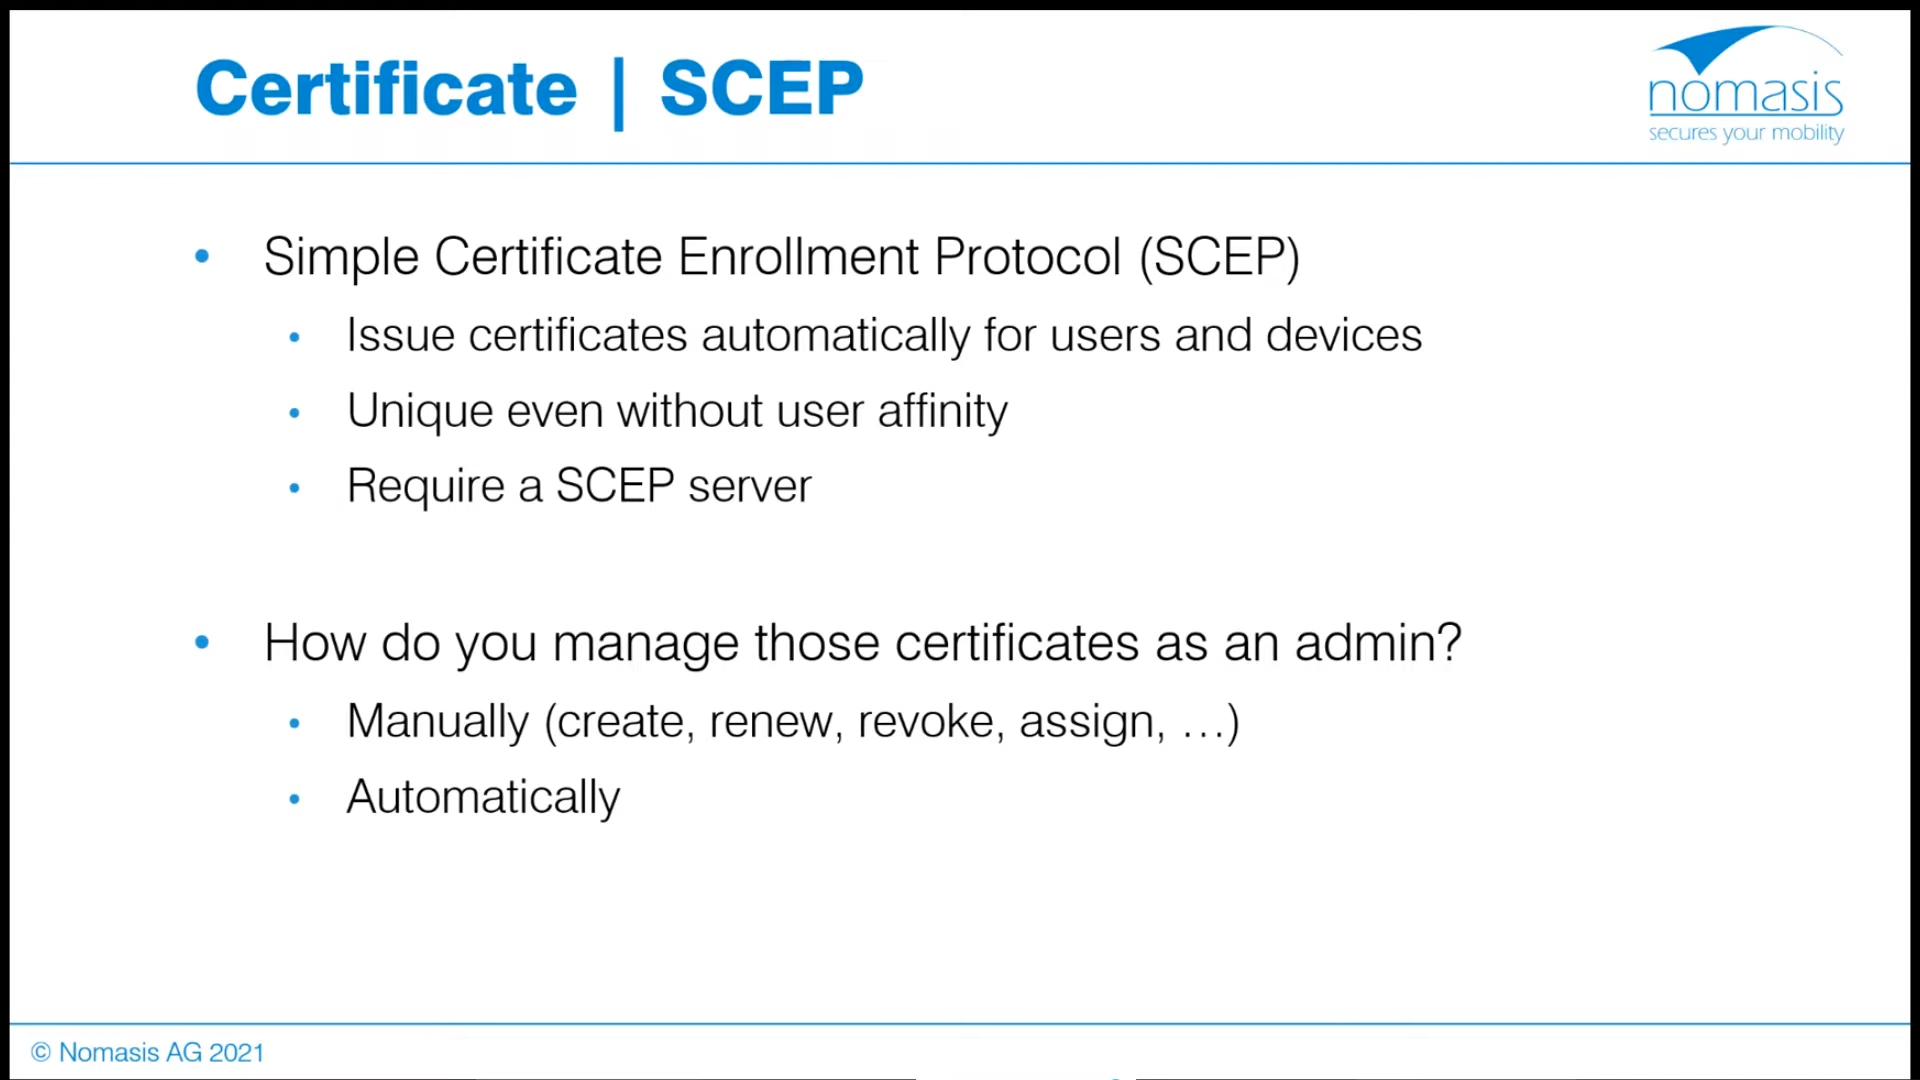 Certificate | SCEP
nomasis
secures your mobility
• Simple Certificate Enrollment Protocol (SCEP)
• Issue certificates automatically for users and devices
• Unique even without user affinity
• Require a SCEP server
• How do you manage those certificates as an admin?
• Manually (create, renew, revoke, assign, …)
• Automatically
© Nomasis AG 2021